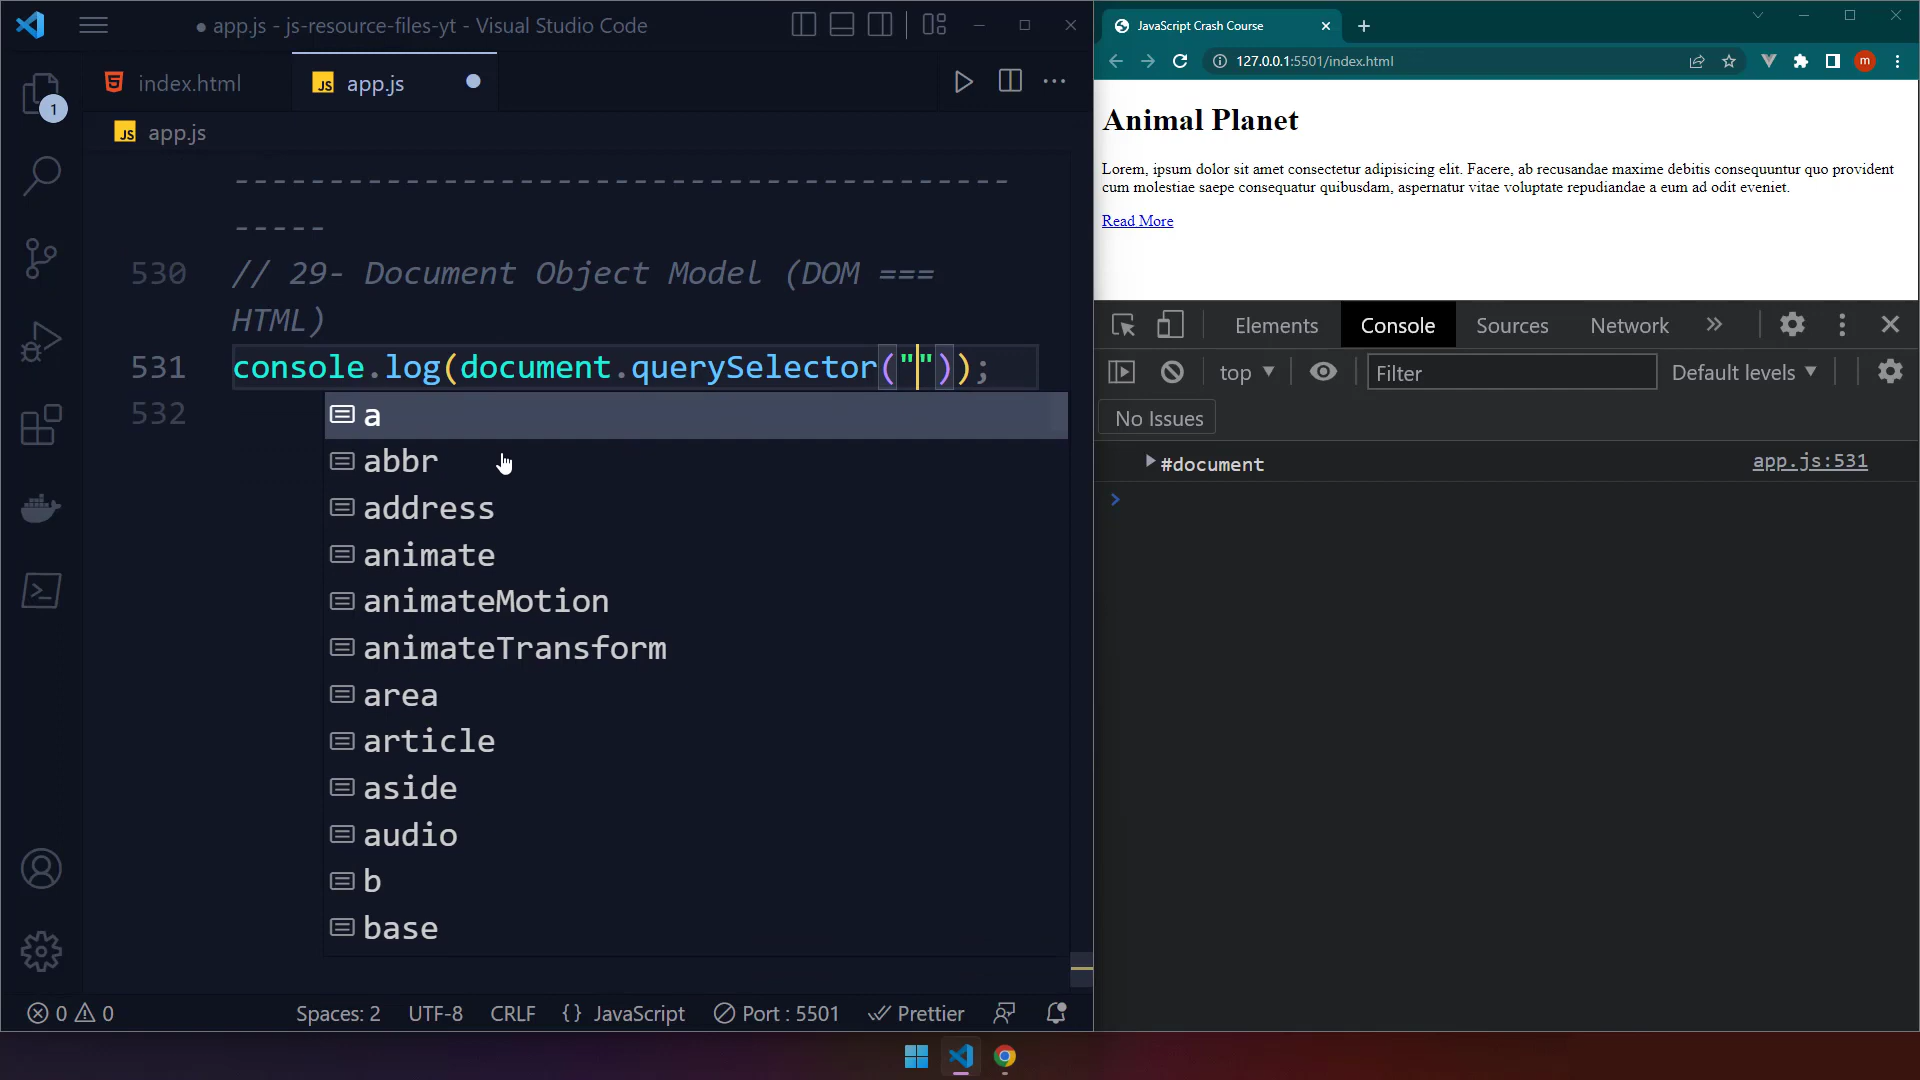 ● app.js - js-resource-files-yt - Visual Studio Code
index.html
JS app.js
JS app.js
1
-----------------------------------------
-----
530 // 29- Document Object Model (DOM ===
HTML)
531 console.log(document.querySelector(""));
532
a
abbr
address
animate
animateMotion
animateTransform
area
article
aside
audio
b
base
0 0 Spaces: 2 UTF-8 CRLF {} JavaScript Port : 5501 Prettier
JavaScript Crash Course
127.0.0.1:5501/index.html
m
Animal Planet
Lorem, ipsum dolor sit amet consectetur adipisicing elit. Facere, ab recusandae maxime debitis consequuntur quo provident
cum molestiae saepe consequatur quibusdam, aspernatur vitae voluptate repudiandae a eum ad odit eveniet.
Read More
Elements Console Sources Network
top Filter Default levels
No Issues
#document app.js:531